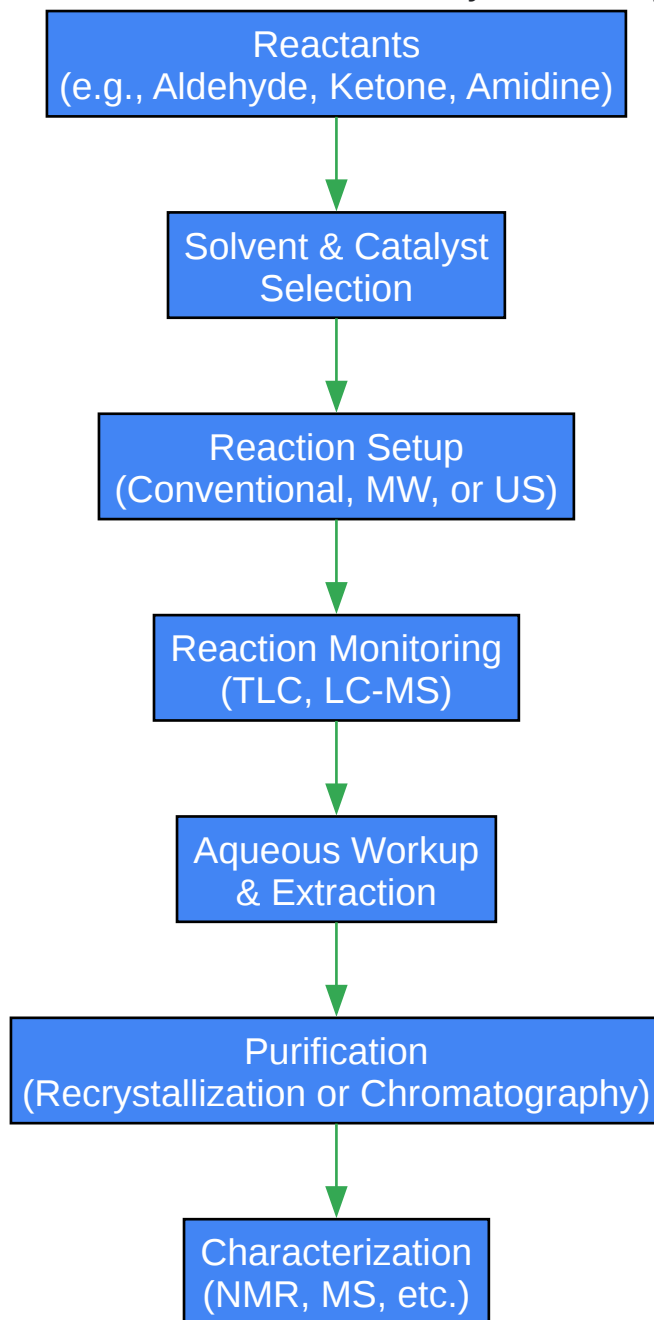 Reactants
(e.g., Aldehyde, Ketone, Amidine)
Solvent & Catalyst
Selection
Reaction Setup
(Conventional, MW, or US)
Reaction Monitoring
(TLC, LC-MS)
Aqueous Workup
& Extraction
Purification
(Recrystallization or Chromatography)
Characterization
(NMR, MS, etc.)